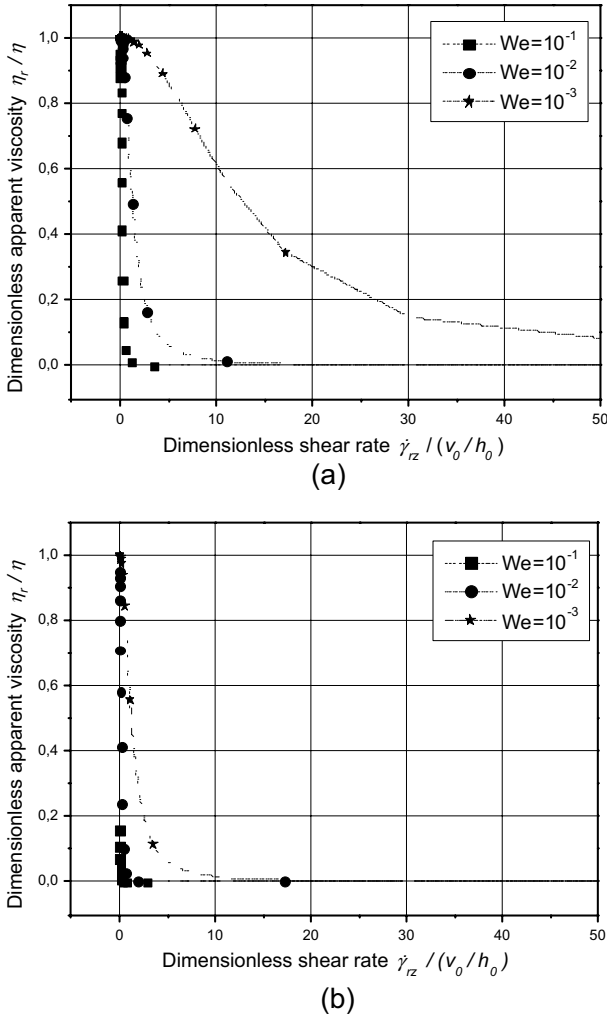 Dimensionless apparent viscosity η_r / η
1,0
0,8
0,6
0,4
0,2
0,0
We=10^-1
We=10^-2
We=10^-3
0 10 20 30 40 50
Dimensionless shear rate γ̇_rz / (v_0 / h_0)
(a)
Dimensionless apparent viscosity η_r / η
1,0
0,8
0,6
0,4
0,2
0,0
We=10^-1
We=10^-2
We=10^-3
0 10 20 30 40 50
Dimensionless shear rate γ̇_rz / (v_0 / h_0)
(b)